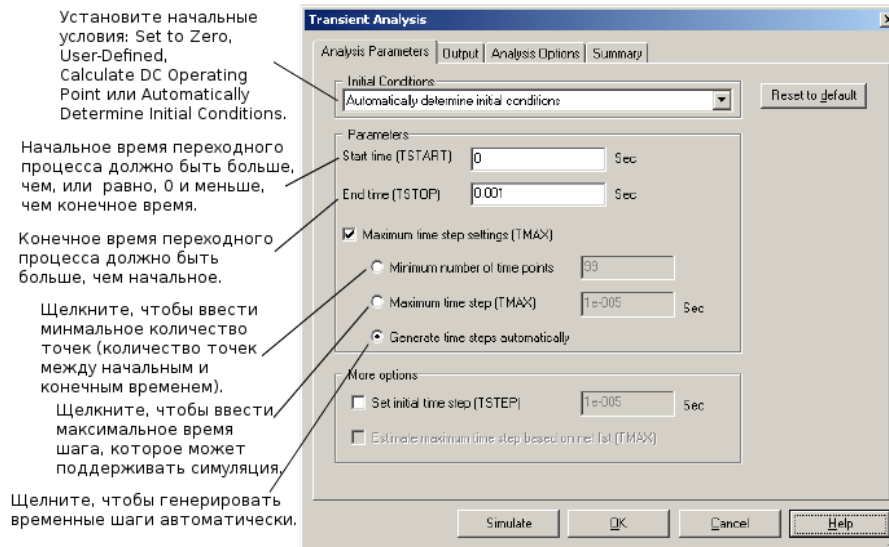 Установите начальные
условия: Set to Zero,
User-Defined,
Calculate DC Operating
Point или Automatically
Determine Initial Conditions.
Начальное время переходного
процесса должно быть больше,
чем, или равно, 0 и меньше,
чем конечное время.
Конечное время переходного
процесса должно быть
больше, чем начальное.
Щелкните, чтобы ввести
минмальное количество
точек (количество точек
между начальным и
конечным временем).
Щелкните, чтобы ввести
максимальное время
шага, которое может
поддерживать симуляция.
Щелните, чтобы генерировать
временные шаги автоматически.
Transient Analysis
Analysis Parameters Output Analysis Options Summary
Initial Conditions
Automatically determine initial conditions
Reset to default
Parameters
Start time (TSTART) 0 Sec
End time (TSTOP) 0.001 Sec
Maximum time step settings (TMAX)
Minimum number of time points 99
Maximum time step (TMAX) 1e-005 Sec
Generate time steps automatically
More options
Set initial time step (TSTEP) 1e-005 Sec
Estimate maximum time step based on net list (TMAX)
Simulate OK Cancel Help